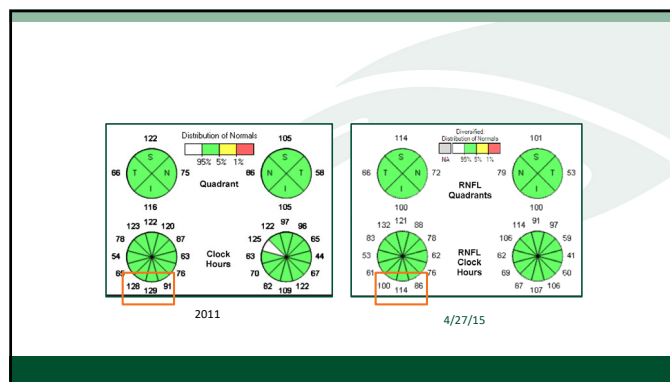 122
Distribution of Normals
105
S
95% 5% 1%
S
66 T N 75
86 N T 58
Quadrant
I
I
116
105
123 122 120
122 97 96
78 87
125 65
54 63
Clock
Hours
63 44
69 76
70 67
128 129 91
82 109 122
2011
114
Diversified:
Distribution of Normals
101
S
NA 95% 5% 1%
S
66 T N 72
79 N T 53
RNFL
Quadrants
I
I
100
100
132 121 88
114 91 97
83 78
106 59
53 62
RNFL
Clock
Hours
62 41
61 76
69 60
100 114 86
87 107 106
4/27/15